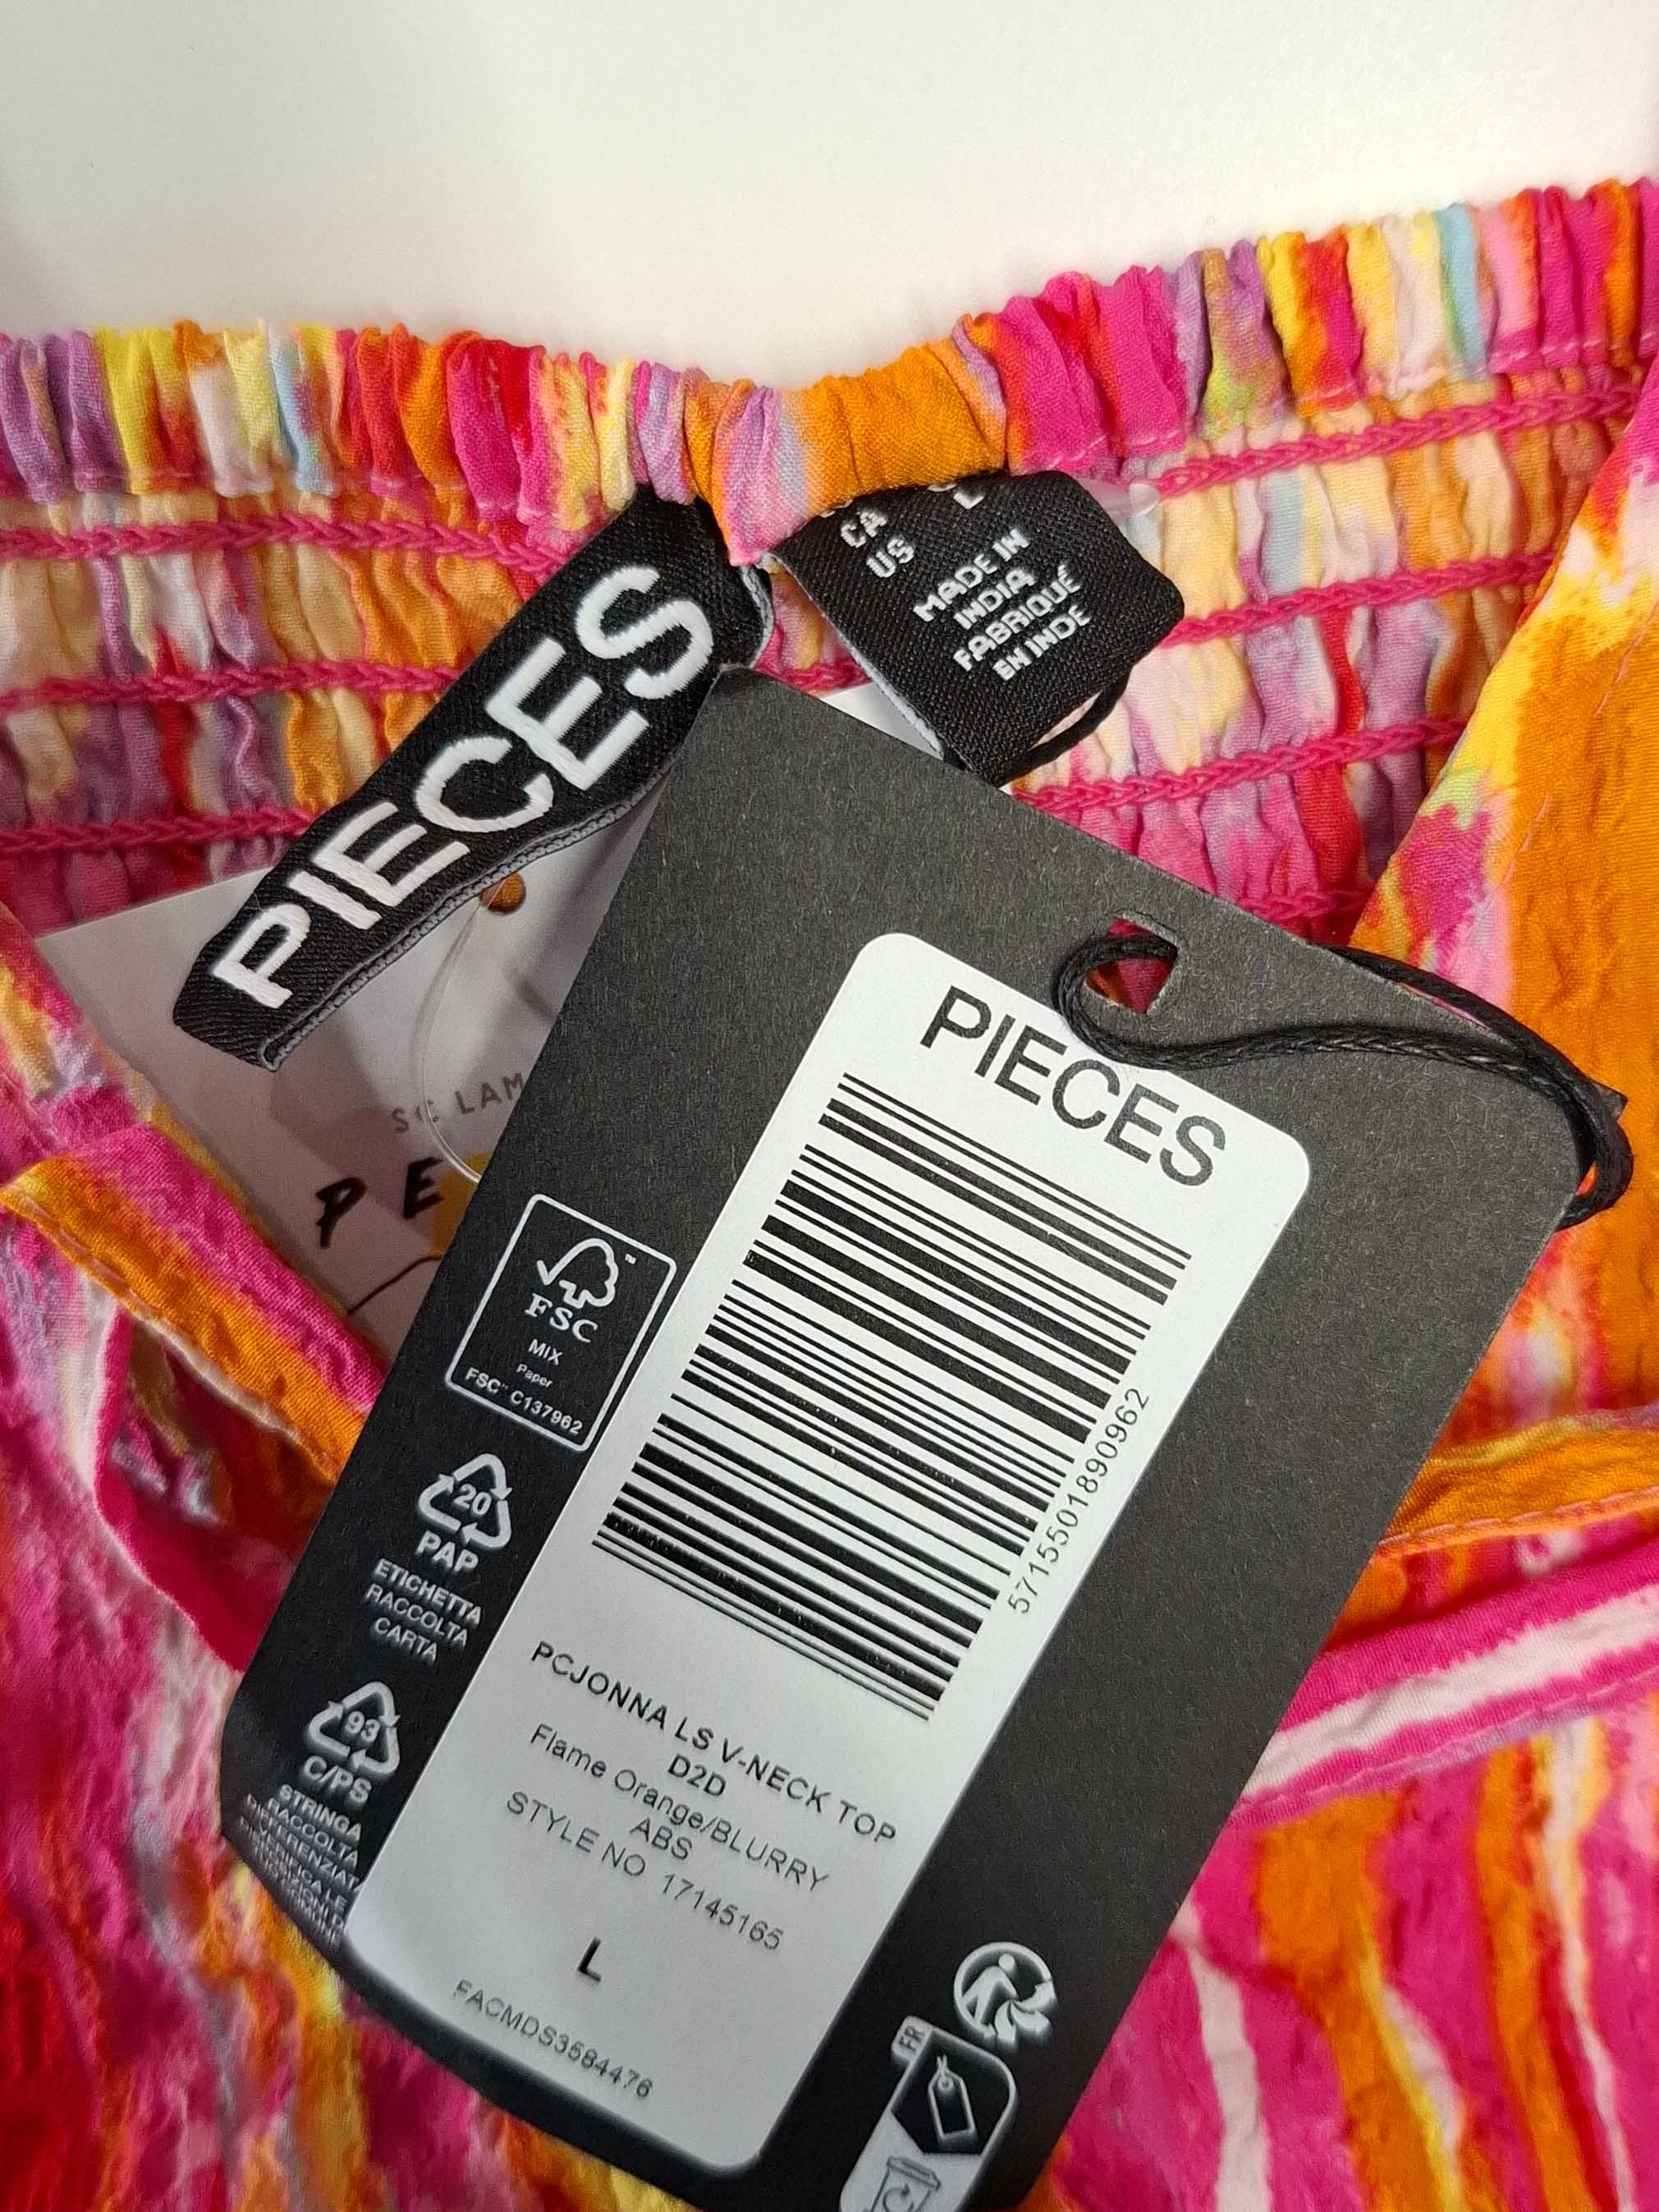 CA L
US
MADE IN
INDIA
FABRIQUÉ
EN INDE
PIECES
PIECES
5715501890962
FSC
MIX
Paper
FSC™ C137962
20
PAP
ETICHETTA
RACCOLTA
CARTA
93
C/PS
STRINGA
RACCOLTA
PCJONNA LS V-NECK TOP
D2D
Flame Orange/BLURRY
ABS
STYLE NO. 17145165
L
FACMDS3584476
FR